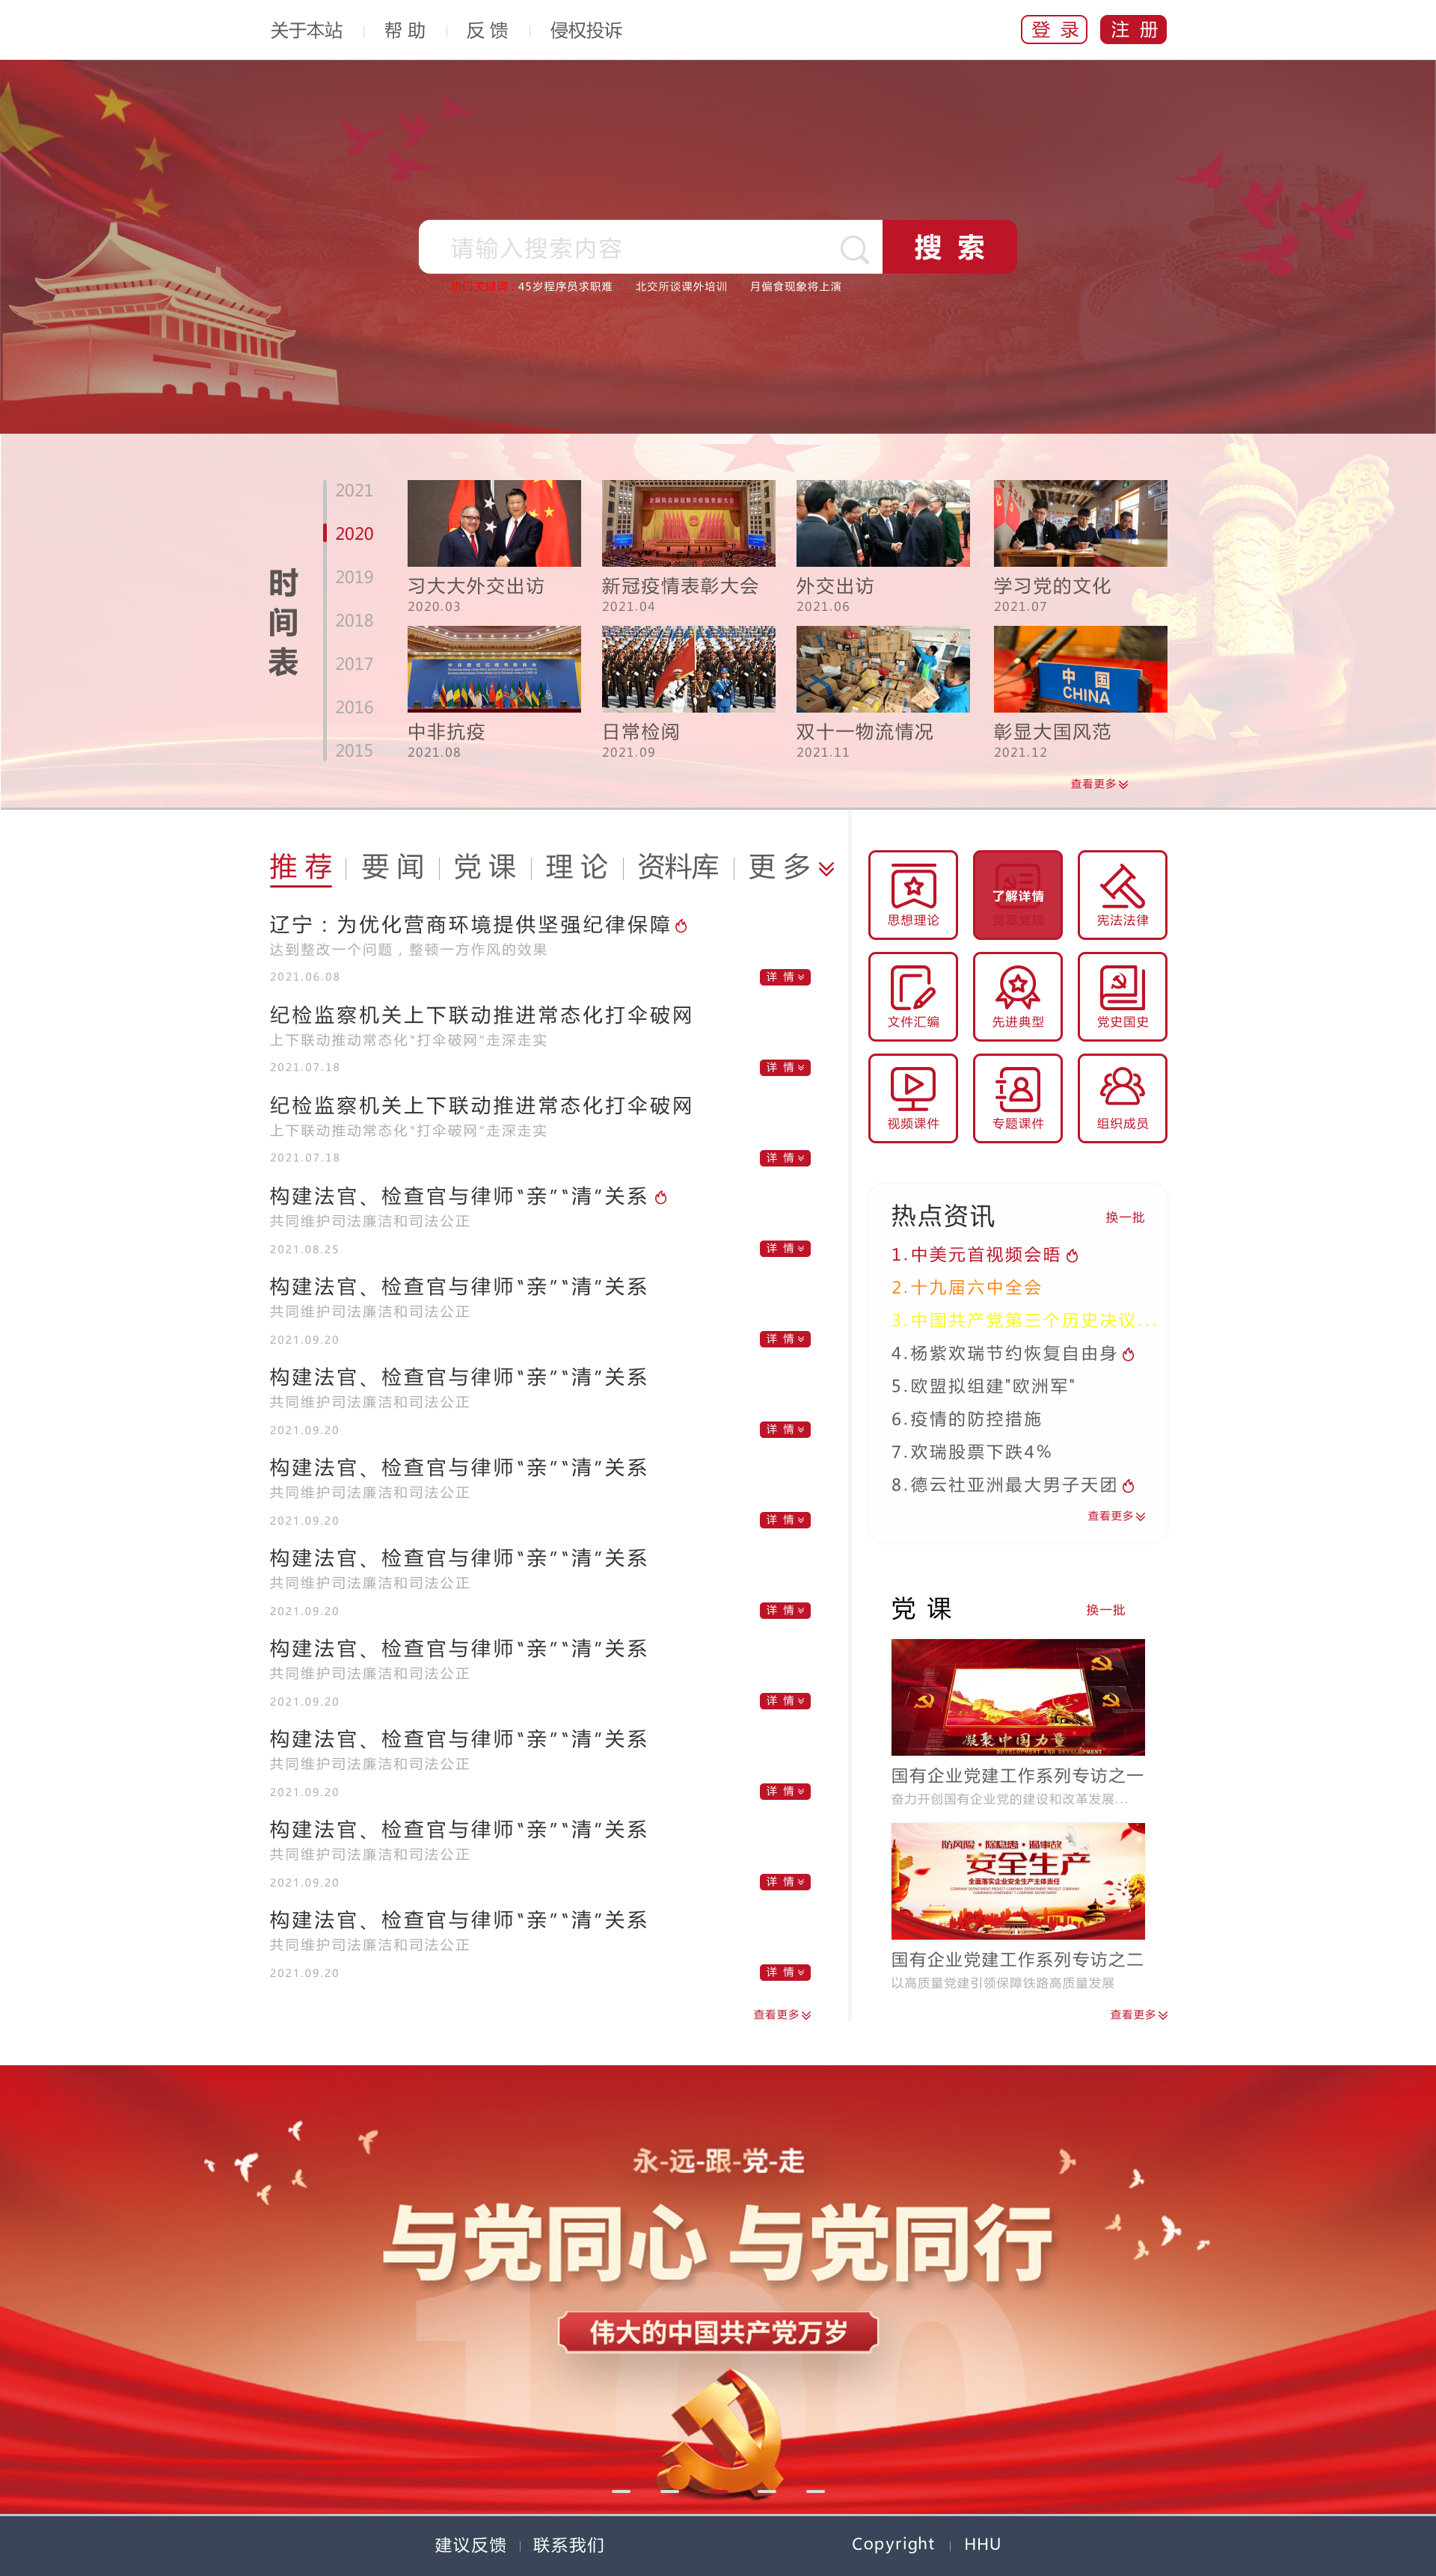 关于本站 帮 助 反 馈 侵权投诉 登 录 注 册
请输入搜索内容 搜 索
热门关键词: 45岁程序员求职难 北交所谈课外培训 月偏食现象将上演
时间表
2021
2020
2019
2018
2017
2016
2015
全国抗击新冠肺炎疫情表彰大会
习大大外交出访 新冠疫情表彰大会 外交出访 学习党的文化
2020.03 2021.04 2021.06 2021.07
中国
CHINA
中非抗疫 日常检阅 双十一物流情况 彰显大国风范
2021.08 2021.09 2021.11 2021.12
查看更多
推 荐 要 闻 党 课 理 论 资料库 更 多
辽宁：为优化营商环境提供坚强纪律保障
达到整改一个问题，整顿一方作风的效果
2021.06.08 详 情
纪检监察机关上下联动推进常态化打伞破网
上下联动推动常态化"打伞破网"走深走实
2021.07.18 详 情
纪检监察机关上下联动推进常态化打伞破网
上下联动推动常态化"打伞破网"走深走实
2021.07.18 详 情
构建法官、检查官与律师“亲”“清”关系
共同维护司法廉洁和司法公正
2021.08.25 详 情
构建法官、检查官与律师“亲”“清”关系
共同维护司法廉洁和司法公正
2021.09.20 详 情
构建法官、检查官与律师“亲”“清”关系
共同维护司法廉洁和司法公正
2021.09.20 详 情
构建法官、检查官与律师“亲”“清”关系
共同维护司法廉洁和司法公正
2021.09.20 详 情
构建法官、检查官与律师“亲”“清”关系
共同维护司法廉洁和司法公正
2021.09.20 详 情
构建法官、检查官与律师“亲”“清”关系
共同维护司法廉洁和司法公正
2021.09.20 详 情
构建法官、检查官与律师“亲”“清”关系
共同维护司法廉洁和司法公正
2021.09.20 详 情
构建法官、检查官与律师“亲”“清”关系
共同维护司法廉洁和司法公正
2021.09.20 详 情
构建法官、检查官与律师“亲”“清”关系
共同维护司法廉洁和司法公正
2021.09.20 详 情
查看更多
了解详情
思想理论 党章党规 宪法法律
文件汇编 先进典型 党史国史
视频课件 专题课件 组织成员
热点资讯 换一批
1.中美元首视频会晤
2.十九届六中全会
3.中国共产党第三个历史决议...
4.杨紫欢瑞节约恢复自由身
5.欧盟拟组建"欧洲军"
6.疫情的防控措施
7.欢瑞股票下跌4%
8.德云社亚洲最大男子天团
查看更多
党 课 换一批
凝聚中国力量
DEVELOPMENT AND DEVELOPMENT
国有企业党建工作系列专访之一
奋力开创国有企业党的建设和改革发展...
防风险·除隐患·遏事故
安全生产
全面落实企业安全生产主体责任
国有企业党建工作系列专访之二
以高质量党建引领保障铁路高质量发展
查看更多
永-远-跟-党-走
与党同心 与党同行
100
伟大的中国共产党万岁
建议反馈 联系我们 Copyright HHU